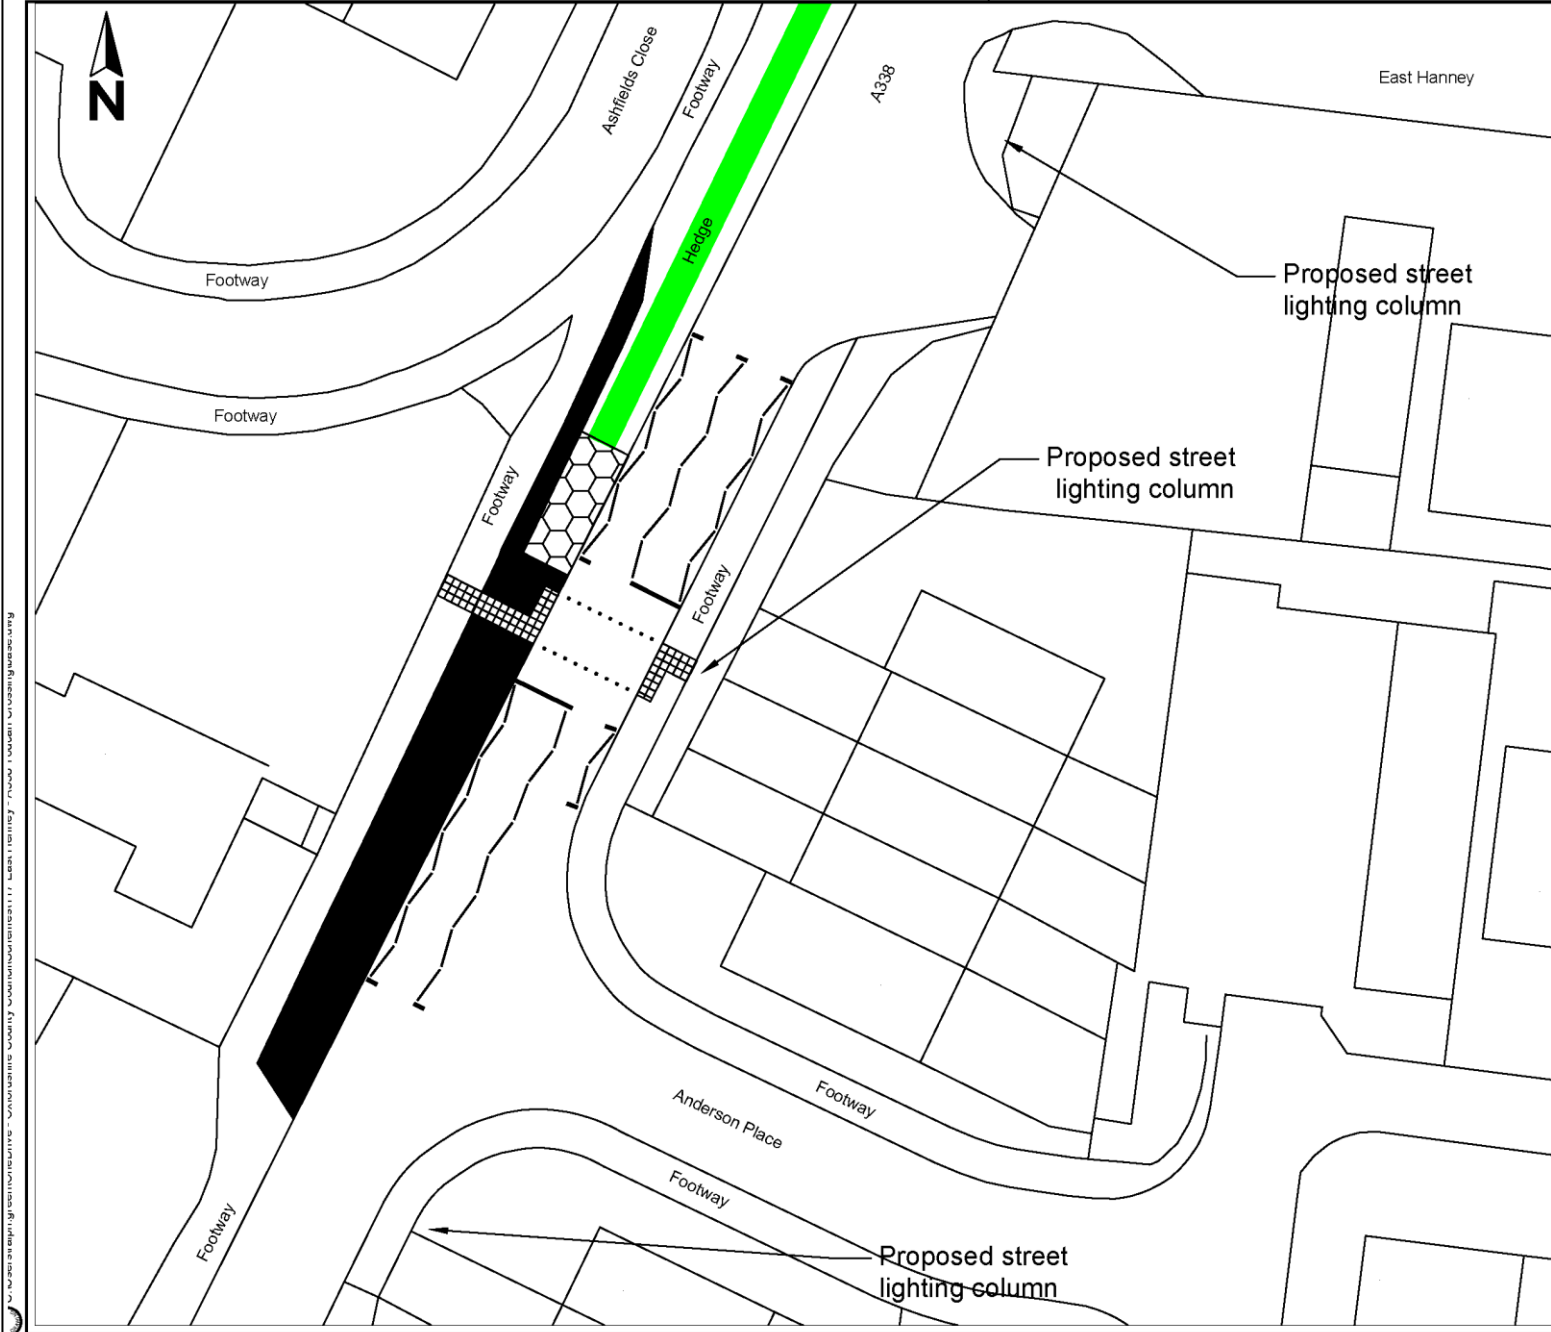 N
Ashfields Close
Footway
A338
East Hanney
Hedge
Footway
Proposed street
lighting column
Footway
Proposed street
lighting column
Footway
Footway
Anderson Place
Footway
Footway
Footway
Proposed street
lighting column